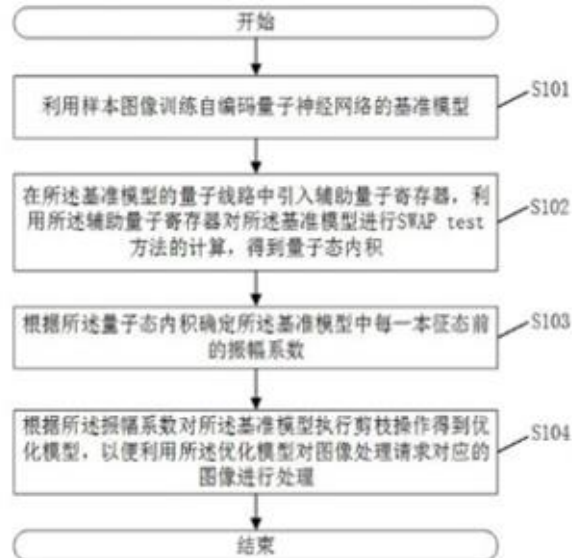 开始
利用样本图像训练自编码量子神经网络的基准模型
S101
在所述基准模型的量子线路中引入辅助量子寄存器，利
用所述辅助量子寄存器对所述基准模型进行SWAP test
方法的计算，得到量子态内积
S102
根据所述量子态内积确定所述基准模型中每一本征态前
的振幅系数
S103
根据所述振幅系数对所述基准模型执行剪枝操作得到优
化模型，以便利用所述优化模型对图像处理请求对应的
图像进行处理
S104
结束